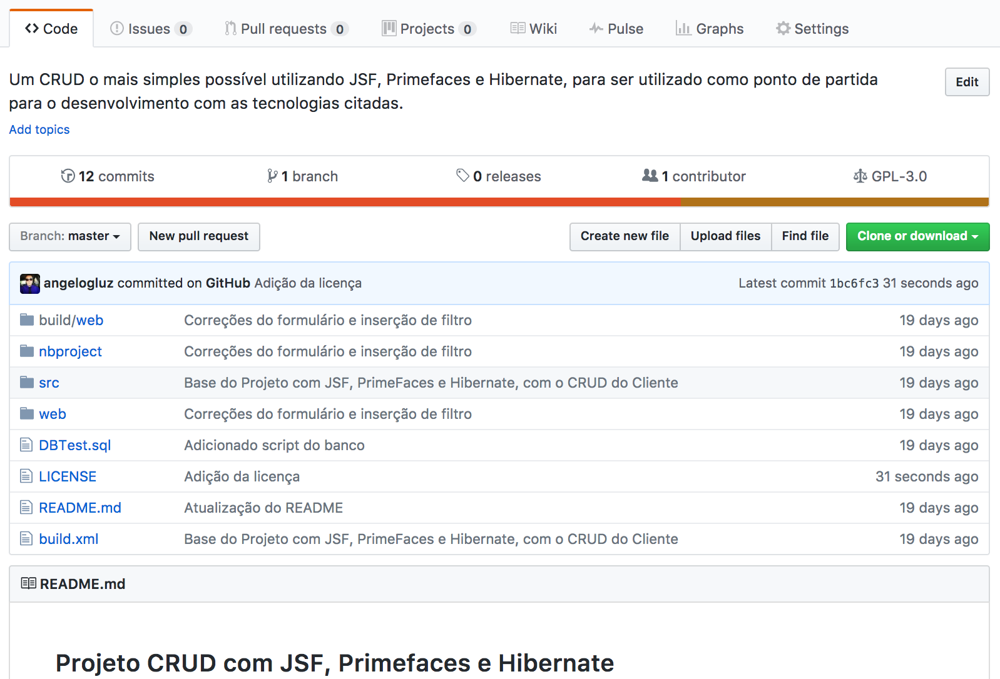 Code Issues 0 Pull requests 0 Projects 0 Wiki Pulse Graphs Settings
Um CRUD o mais simples possível utilizando JSF, Primefaces e Hibernate, para ser utilizado como ponto de partida
para o desenvolvimento com as tecnologias citadas.
Edit
Add topics
12 commits 1 branch 0 releases 1 contributor GPL-3.0
Branch: master New pull request Create new file Upload files Find file Clone or download
angelogluz committed on GitHub Adição da licença Latest commit 1bc6fc3 31 seconds ago
build/web Correções do formulário e inserção de filtro 19 days ago
nbproject Correções do formulário e inserção de filtro 19 days ago
src Base do Projeto com JSF, PrimeFaces e Hibernate, com o CRUD do Cliente 19 days ago
web Correções do formulário e inserção de filtro 19 days ago
DBTest.sql Adicionado script do banco 19 days ago
LICENSE Adição da licença 31 seconds ago
README.md Atualização do README 19 days ago
build.xml Base do Projeto com JSF, PrimeFaces e Hibernate, com o CRUD do Cliente 19 days ago
README.md
Projeto CRUD com JSF, Primefaces e Hibernate